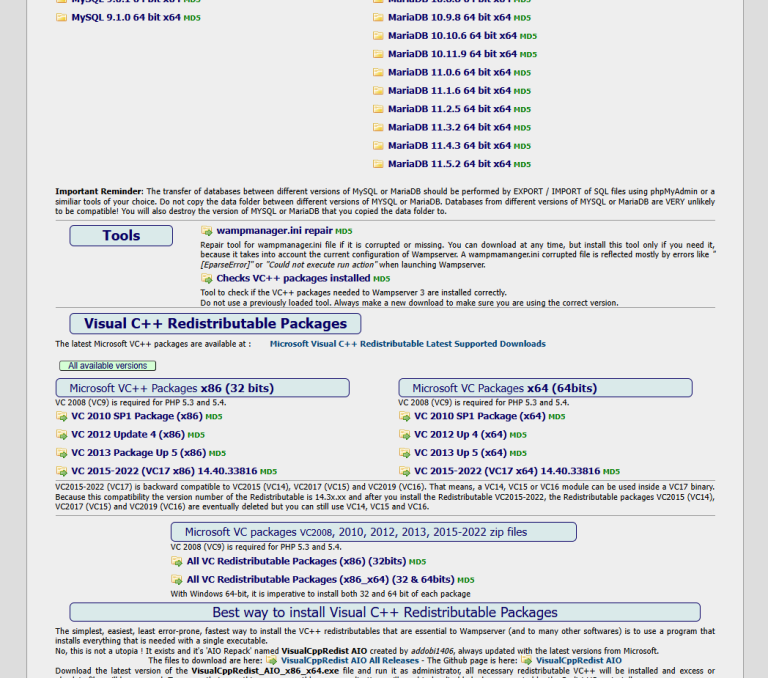 MySQL 9.0.1 64 bit x64 MD5
MySQL 9.1.0 64 bit x64 MD5
MariaDB 10.9.8 64 bit x64 MD5
MariaDB 10.10.6 64 bit x64 MD5
MariaDB 10.11.9 64 bit x64 MD5
MariaDB 11.0.6 64 bit x64 MD5
MariaDB 11.1.6 64 bit x64 MD5
MariaDB 11.2.5 64 bit x64 MD5
MariaDB 11.3.2 64 bit x64 MD5
MariaDB 11.4.3 64 bit x64 MD5
MariaDB 11.5.2 64 bit x64 MD5
Important Reminder: The transfer of databases between different versions of MySQL or MariaDB should be performed by EXPORT / IMPORT of SQL files using phpMyAdmin or a
similiar tools of your choice. Do not copy the data folder between different versions of MYSQL or MariaDB. Databases from different versions of MYSQL or MariaDB are VERY unlikely
to be compatible! You will also destroy the version of MYSQL or MariaDB that you copied the data folder to.
Tools
wampmanager.ini repair MD5
Repair tool for wampmanager.ini file if it is corrupted or missing. You can download at any time, but install this tool only if you need it,
because it takes into account the current configuration of Wampserver. A wampmamanger.ini corrupted file is reflected mostly by errors like "
[EparseError]" or "Could not execute run action" when launching Wampserver.
Checks VC++ packages installed MD5
Tool to check if the VC++ packages needed to Wampserver 3 are installed correctly.
Do not use a previously loaded tool. Always make a new download to make sure you are using the correct version.
Visual C++ Redistributable Packages
The latest Microsoft VC++ packages are available at : Microsoft Visual C++ Redistributable Latest Supported Downloads
All available versions
Microsoft VC++ Packages x86 (32 bits)
VC 2008 (VC9) is required for PHP 5.3 and 5.4.
VC 2010 SP1 Package (x86) MD5
VC 2012 Update 4 (x86) MD5
VC 2013 Package Up 5 (x86) MD5
VC 2015-2022 (VC17 x86) 14.40.33816 MD5
Microsoft VC Packages x64 (64bits)
VC 2008 (VC9) is required for PHP 5.3 and 5.4.
VC 2010 SP1 Package (x64) MD5
VC 2012 Up 4 (x64) MD5
VC 2013 Up 5 (x64) MD5
VC 2015-2022 (VC17 x64) 14.40.33816 MD5
VC2015-2022 (VC17) is backward compatible to VC2015 (VC14), VC2017 (VC15) and VC2019 (VC16). That means, a VC14, VC15 or VC16 module can be used inside a VC17 binary.
Because this compatibility the version number of the Redistributable is 14.3x.xx and after you install the Redistributable VC2015-2022, the Redistributable packages VC2015 (VC14),
VC2017 (VC15) and VC2019 (VC16) are eventually deleted but you can still use VC14, VC15 and VC16.
Microsoft VC packages VC2008, 2010, 2012, 2013, 2015-2022 zip files
VC 2008 (VC9) is required for PHP 5.3 and 5.4.
All VC Redistributable Packages (x86) (32bits) MD5
All VC Redistributable Packages (x86_x64) (32 & 64bits) MD5
With Windows 64-bit, it is imperative to install both 32 and 64 bit of each package
Best way to install Visual C++ Redistributable Packages
The simplest, easiest, least error-prone, fastest way to install the VC++ redistributables that are essential to Wampserver (and to many other softwares) is to use a program that
installs everything that is needed with a single executable.
No, this is not a utopia ! It exists and it's 'AIO Repack' named VisualCppRedist AIO created by addobi1406, always updated with the latest versions from Microsoft.
The files to download are here: VisualCppRedist AIO All Releases - The Github page is here: VisualCppRedist AIO
Download the latest version of the VisualCppRedist_AIO_x86_x64.exe file and run it as administrator, all necessary redistributable VC++ will be installed and excess or